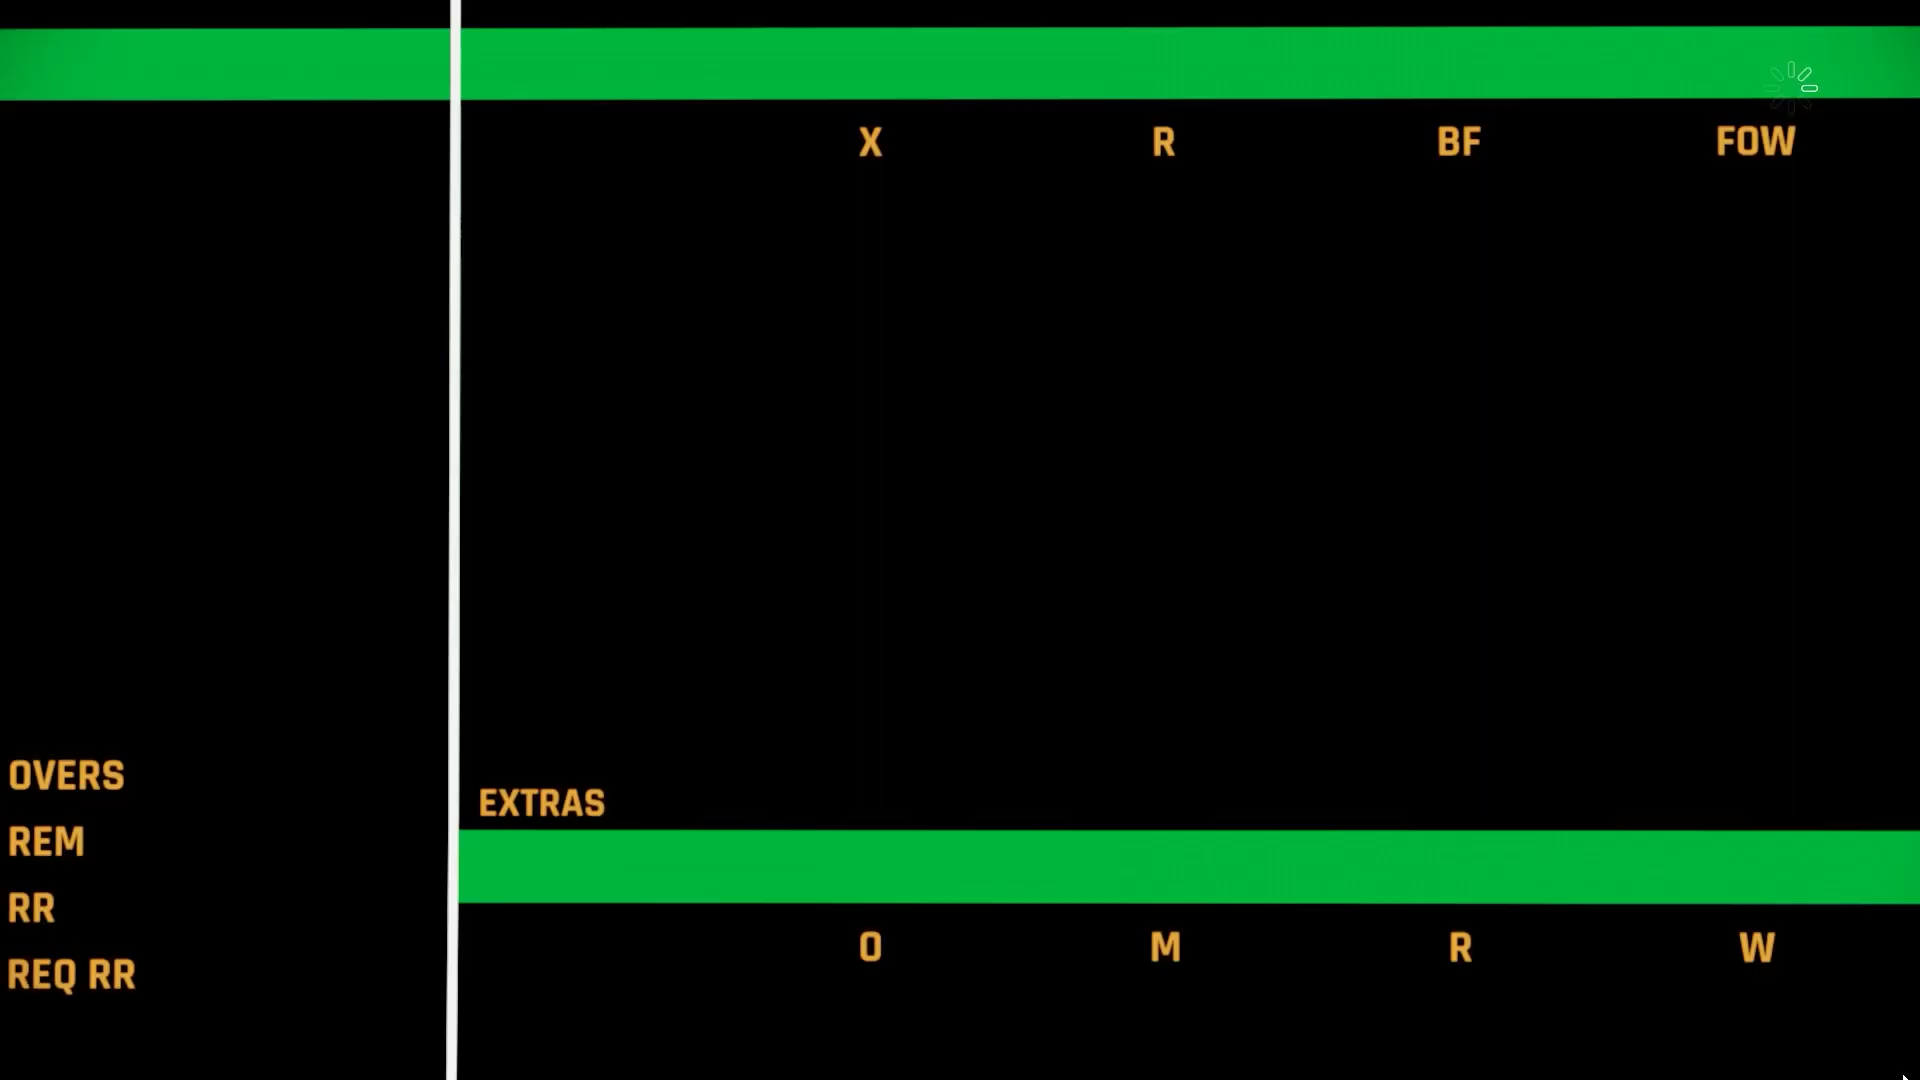 X R BF FOW
OVERS
EXTRAS
REM
RR
O M R W
REQ RR